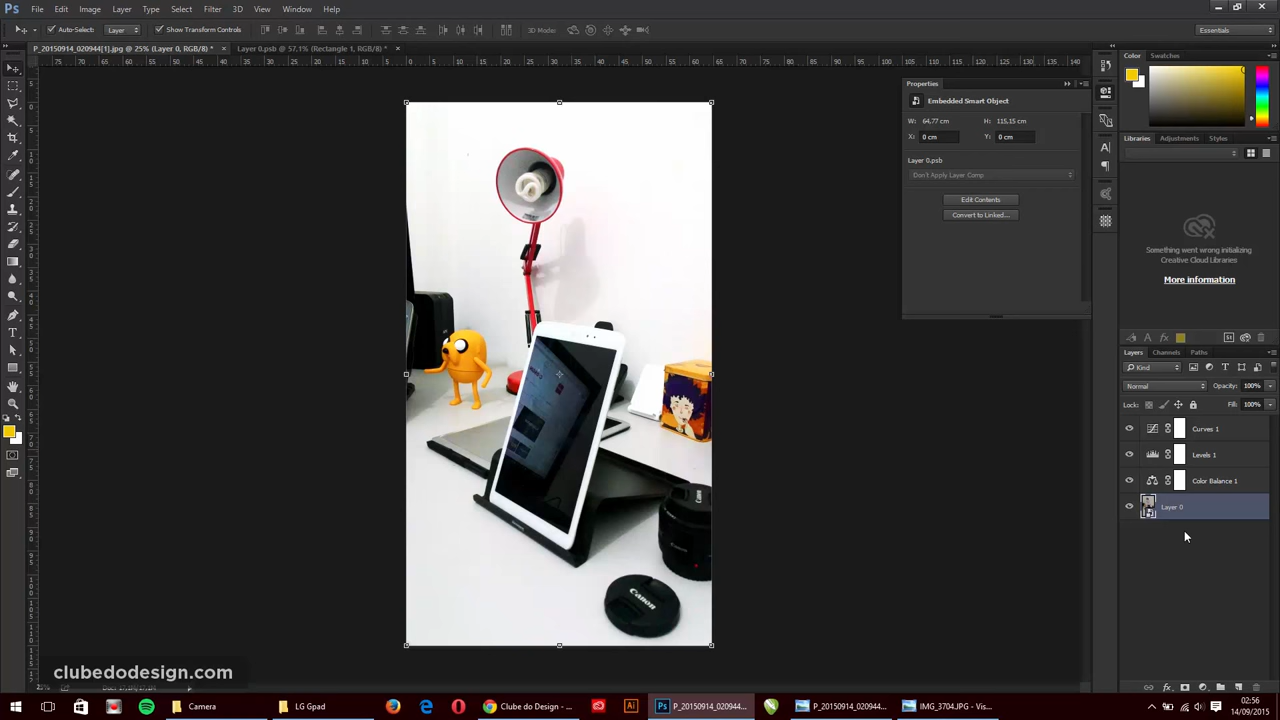 Ps File Edit Image Layer Type Select Filter 3D View Window Help
Auto-Select: Layer Show Transform Controls 3D Mode: Essentials
P_20150914_020944[1].jpg @ 25% (Layer 0, RGB/8) * × Layer 0.psb @ 57,1% (Rectangle 1, RGB/8) * ×
Color Swatches
Properties
Embedded Smart Object
W: 64,77 cm H: 115,15 cm
X: 0 cm Y: 0 cm
Layer 0.psb
Don't Apply Layer Comp
Edit Contents
Convert to Linked...
Libraries Adjustments Styles
Something went wrong initializing
Creative Cloud Libraries
More information
Layers Channels Paths
Kind
Normal Opacity: 100%
Lock: Fill: 100%
Curves 1
Levels 1
Color Balance 1
Layer 0
Canon
clubedodesign.com
Camera LG Gpad Clube do Design - ... Ai Ps P_20150914_020944... P_20150914_020944... IMG_3704.JPG - Vis...
02:56
14/09/2015